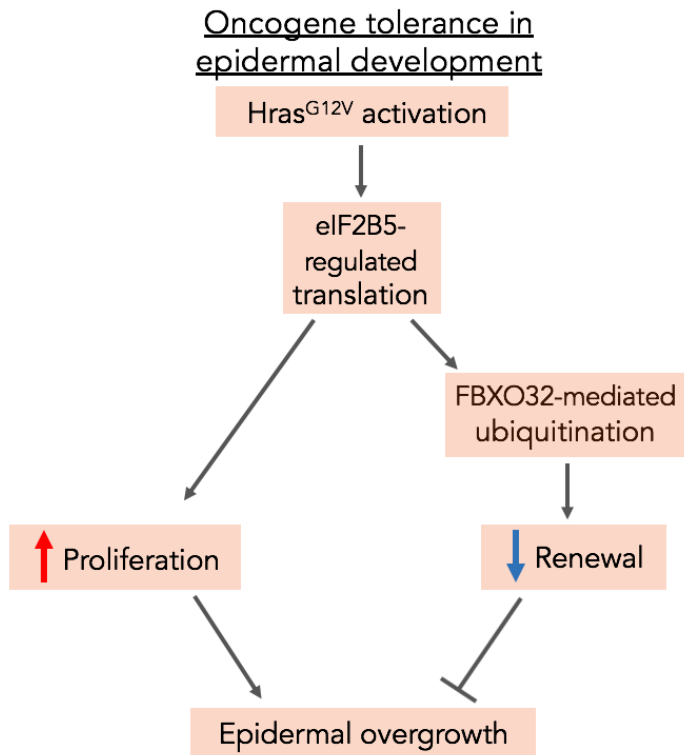 Oncogene tolerance in
epidermal development
Hrasᴳ¹²ⱽ activation
eIF2B5-
regulated
translation
FBXO32-mediated
ubiquitination
Proliferation
Renewal
Epidermal overgrowth